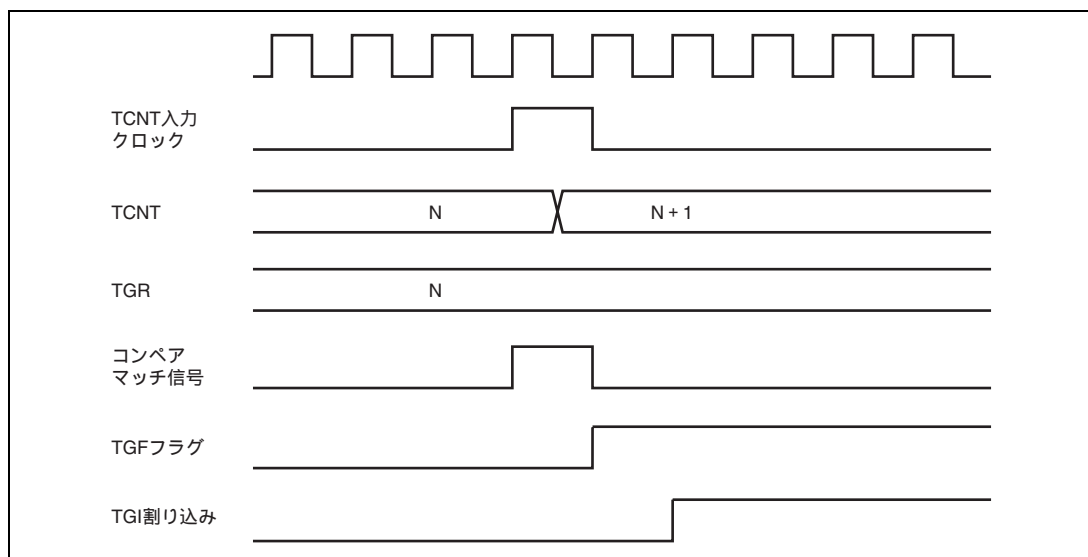 TCNT入力
クロック
TCNT
N
N + 1
TGR
N
コンペア
マッチ信号
TGFフラグ
TGI割り込み